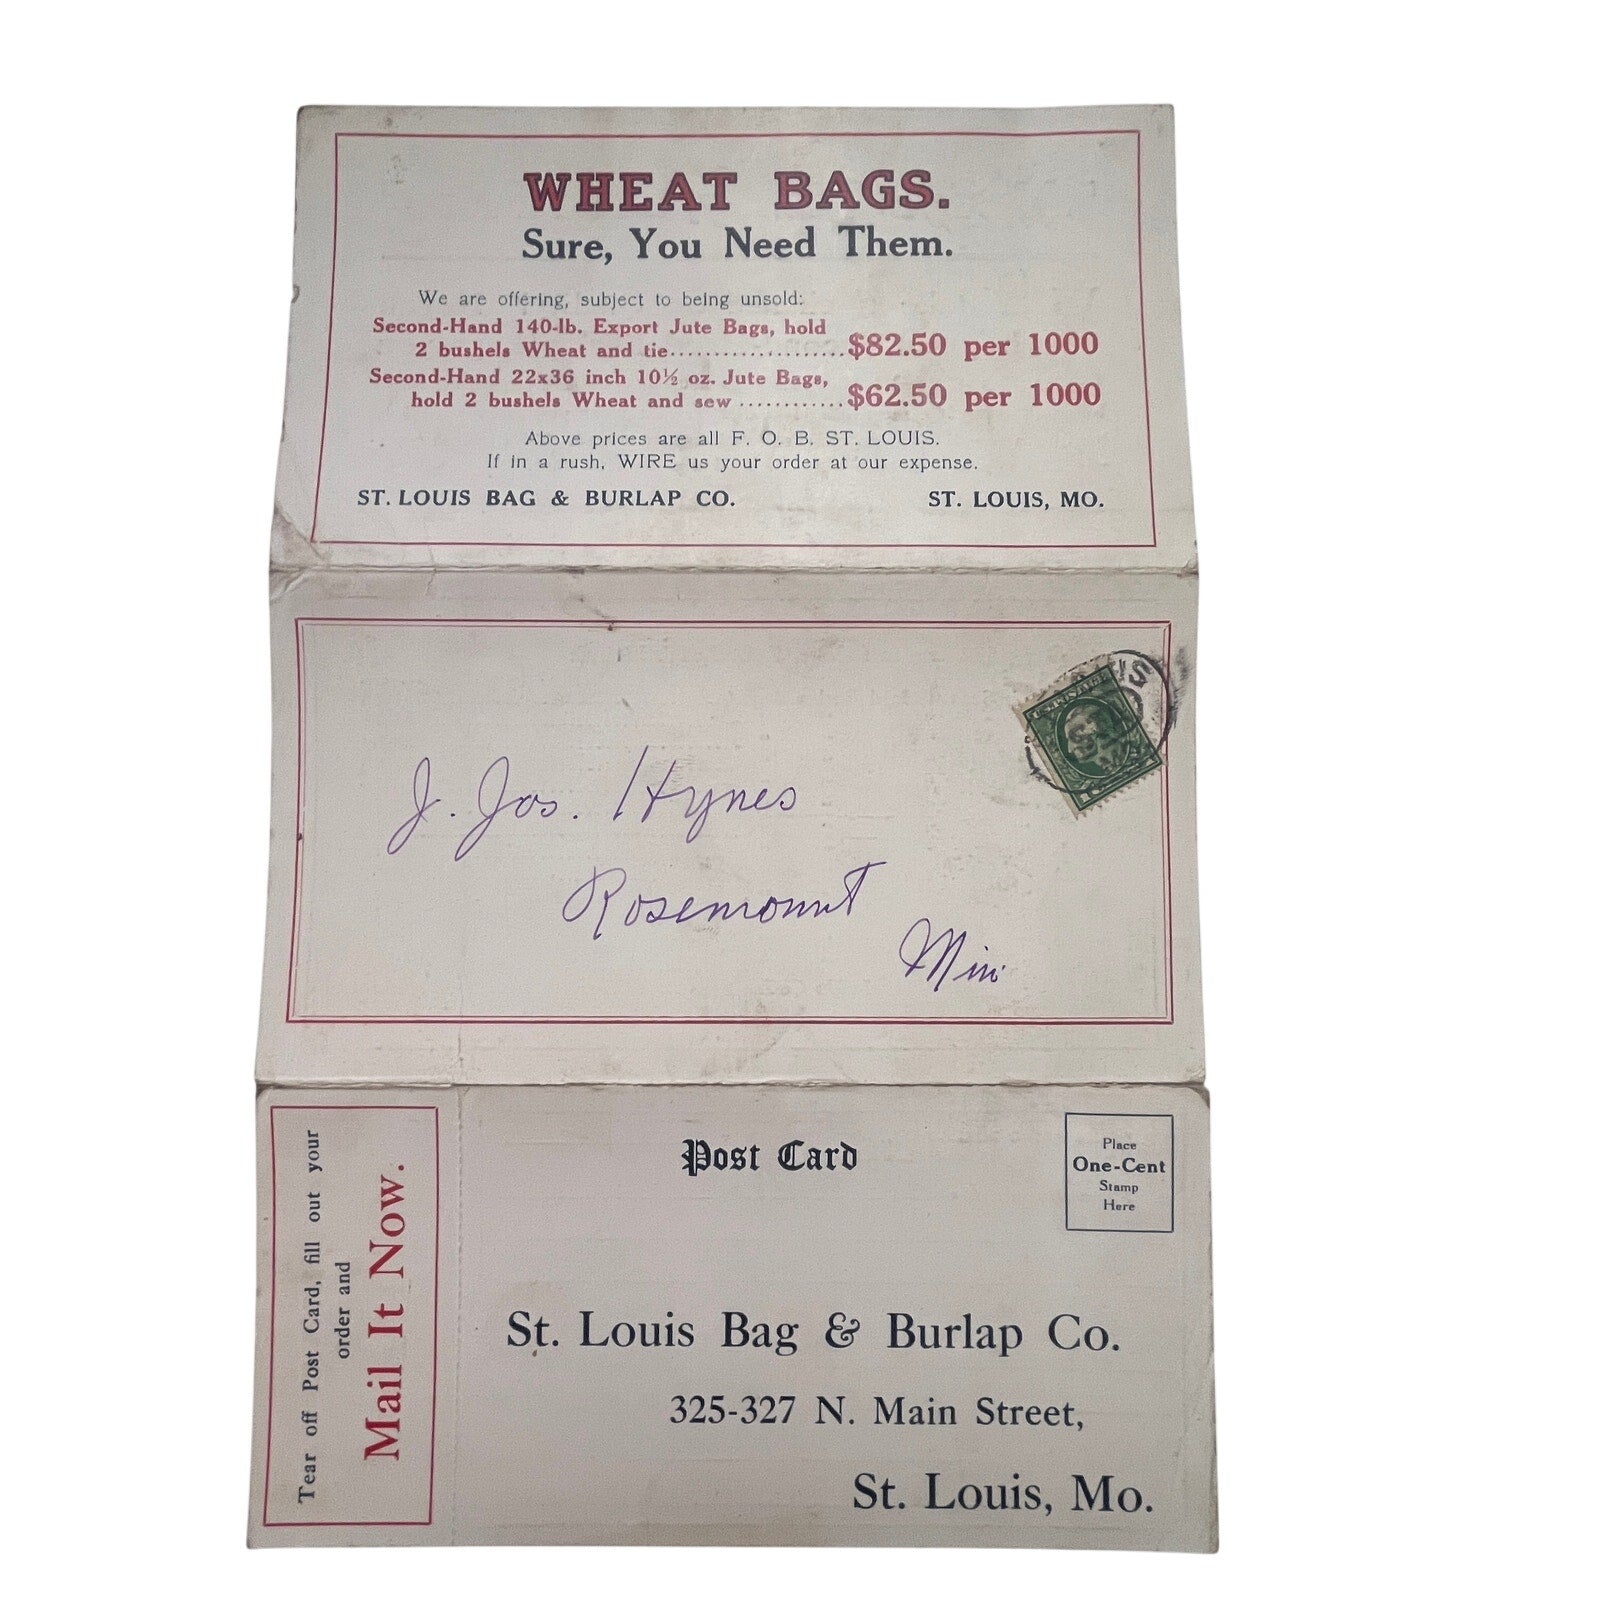 WHEAT BAGS.
Sure, You Need Them.
We are offering, subject to being unsold:
Second-Hand 140-lb. Export Jute Bags, hold
2 bushels Wheat and tie.................... $82.50 per 1000
Second-Hand 22x36 inch 10½ oz. Jute Bags,
hold 2 bushels Wheat and sew ............ $62.50 per 1000
Above prices are all F. O. B. ST. LOUIS.
If in a rush, WIRE us your order at our expense.
ST. LOUIS BAG & BURLAP CO. ST. LOUIS, MO.
J. Jos. Hynes
Rosemount
Min
Tear off Post Card, fill out your
order and
Mail It Now.
Post Card
Place
One-Cent
Stamp
Here
St. Louis Bag & Burlap Co.
325-327 N. Main Street,
St. Louis, Mo.